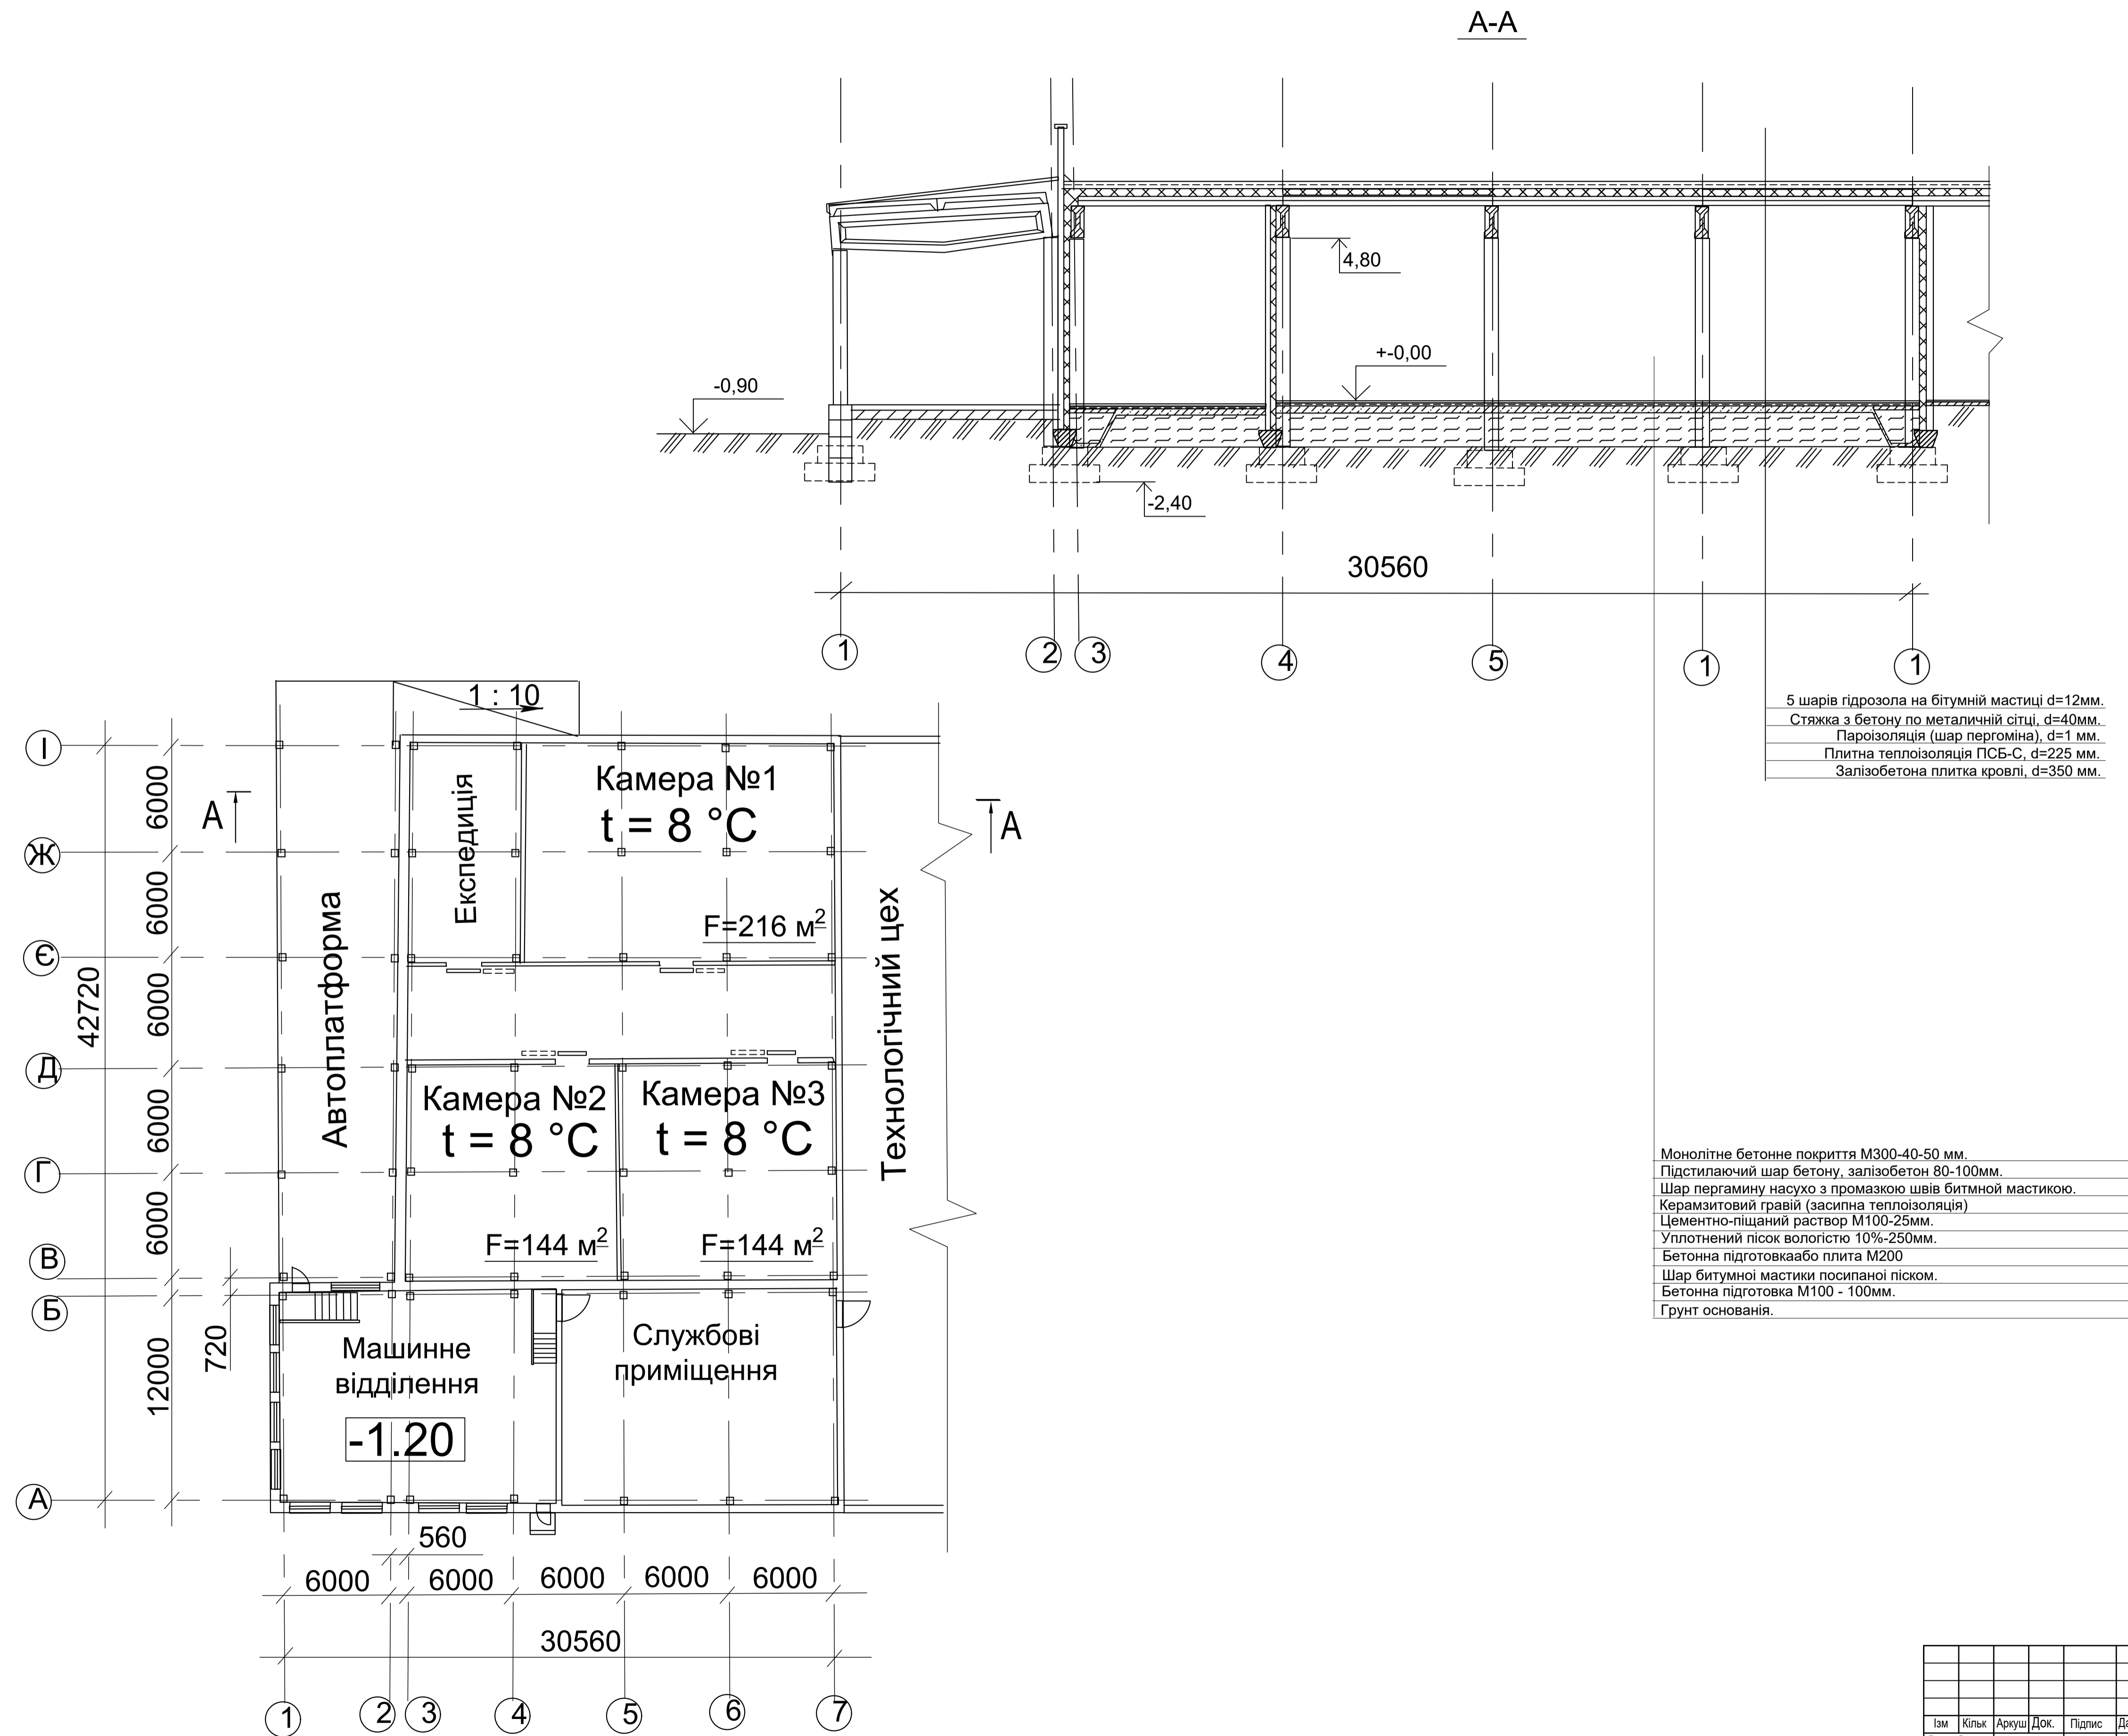 А-А
4,80
+-0,00
-0,90
-2,40
30560
1
2
3
4
5
1
1
5 шарів гідрозола на бітумній мастиці d=12мм.
Стяжка з бетону по металичній сітці, d=40мм.
Пароізоляція (шар пергоміна), d=1 мм.
Плитна теплоізоляція ПСБ-С, d=225 мм.
Залізобетона плитка кровлі, d=350 мм.
1 : 10
І
Ж
Є
Д
Г
В
Б
А
42720
6000
6000
6000
6000
6000
720
12000
А
А
Автоплатформа
Експедиція
Камера №1
t = 8 °C
F=216 м2
Технологічний цех
Камера №2
t = 8 °C
F=144 м2
Камера №3
t = 8 °C
F=144 м2
Машинне
відділення
-1.20
Службові
приміщення
560
6000
6000
6000
6000
6000
30560
1
2
3
4
5
6
7
Монолітне бетонне покриття М300-40-50 мм.
Підстилаючий шар бетону, залізобетон 80-100мм.
Шар пергамину насухо з промазкою швів битмной мастикою.
Керамзитовий гравій (засипна теплоізоляція)
Цементно-піщаний раствор М100-25мм.
Уплотнений пісок вологістю 10%-250мм.
Бетонна підготовкаабо плита М200
Шар битумноі мастики посипаноі піском.
Бетонна підготовка М100 - 100мм.
Грунт основанія.
Ізм Кільк Аркуш Док. Підпис